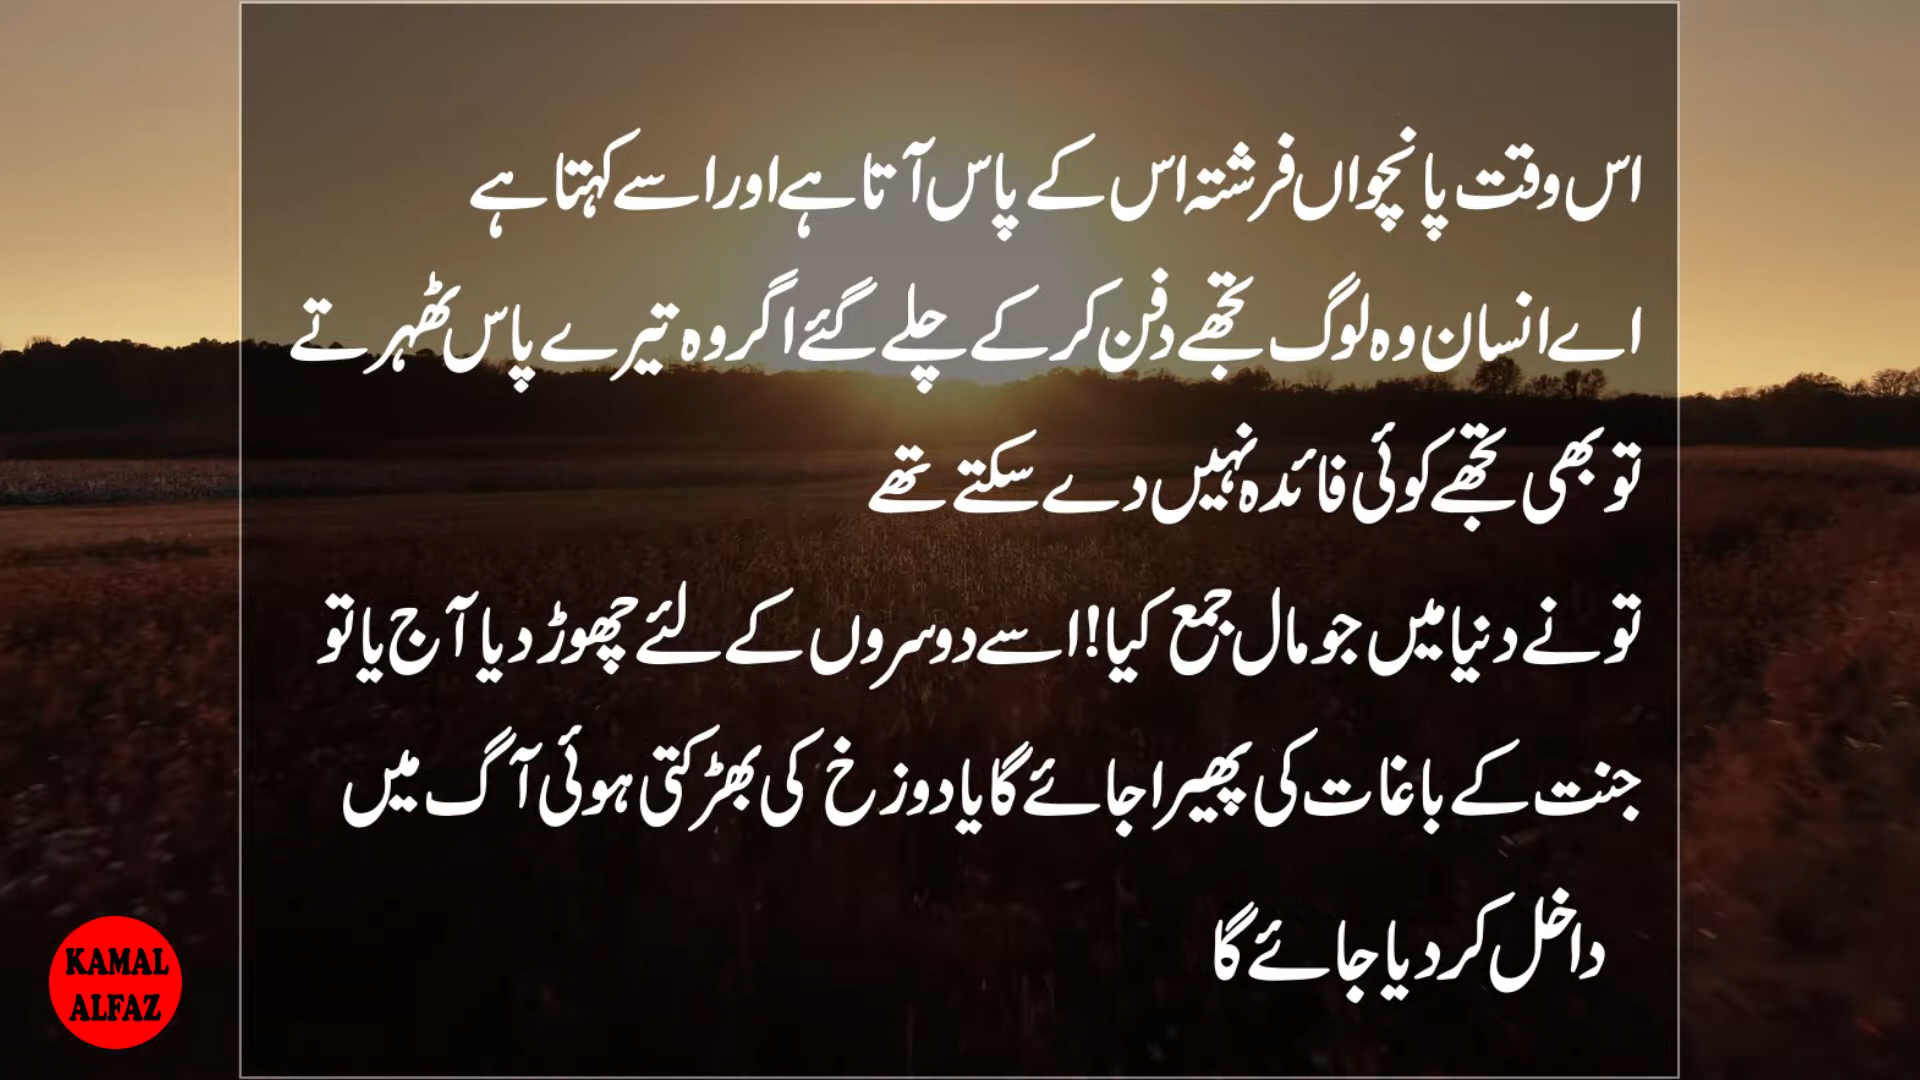 اس وقت پانچواں فرشتہ اس کے پاس آتا ہے اور اسے کہتا ہے
اے انسان وہ لوگ تجھے دفن کر کے چلے گئے اگر وہ تیرے پاس ٹھہرتے
تو بھی تجھے کوئی فائدہ نہیں دے سکتے تھے
تو نے دنیا میں جو مال جمع کیا! اسے دوسروں کے لئے چھوڑ دیا آج یا تو
جنت کے باغات کی پھیرا جائے گا یا دوزخ کی بھڑکتی ہوئی آگ میں
داخل کر دیا جائے گا
KAMAL
ALFAZ